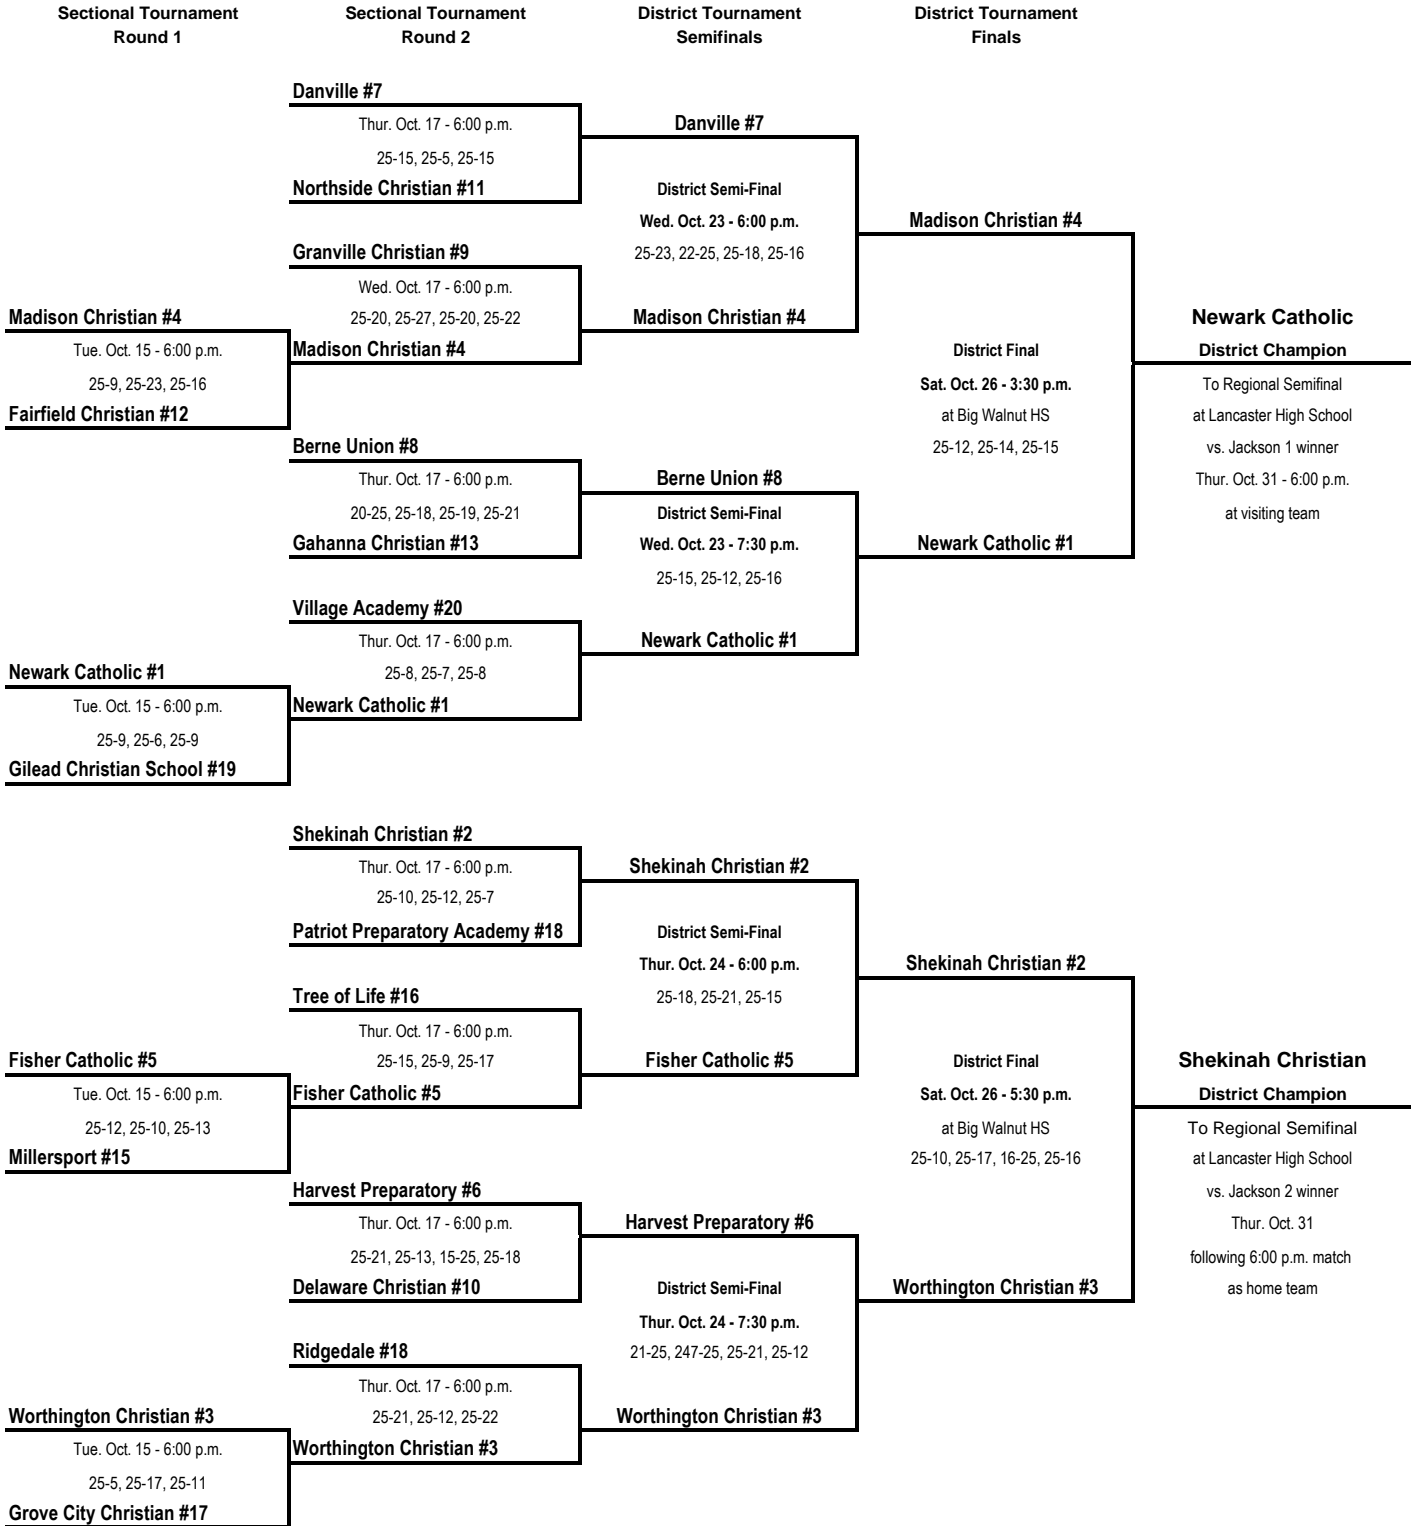 Sectional Tournament
Round 1
Sectional Tournament
Round 2
District Tournament
Semifinals
District Tournament
Finals
Danville #7
Thur. Oct. 17 - 6:00 p.m.
25-15, 25-5, 25-15
Northside Christian #11
Danville #7
District Semi-Final
Wed. Oct. 23 - 6:00 p.m.
25-23, 22-25, 25-18, 25-16
Madison Christian #4
Granville Christian #9
Wed. Oct. 17 - 6:00 p.m.
25-20, 25-27, 25-20, 25-22
Madison Christian #4
Madison Christian #4
Madison Christian #4
Tue. Oct. 15 - 6:00 p.m.
25-9, 25-23, 25-16
Fairfield Christian #12
District Final
Sat. Oct. 26 - 3:30 p.m.
at Big Walnut HS
25-12, 25-14, 25-15
Newark Catholic
District Champion
To Regional Semifinal
at Lancaster High School
vs. Jackson 1 winner
Thur. Oct. 31 - 6:00 p.m.
at visiting team
Berne Union #8
Thur. Oct. 17 - 6:00 p.m.
20-25, 25-18, 25-19, 25-21
Gahanna Christian #13
Berne Union #8
District Semi-Final
Wed. Oct. 23 - 7:30 p.m.
25-15, 25-12, 25-16
Newark Catholic #1
Newark Catholic #1
Village Academy #20
Thur. Oct. 17 - 6:00 p.m.
25-8, 25-7, 25-8
Newark Catholic #1
Newark Catholic #1
Tue. Oct. 15 - 6:00 p.m.
25-9, 25-6, 25-9
Gilead Christian School #19
Shekinah Christian #2
Thur. Oct. 17 - 6:00 p.m.
25-10, 25-12, 25-7
Patriot Preparatory Academy #18
Shekinah Christian #2
District Semi-Final
Thur. Oct. 24 - 6:00 p.m.
25-18, 25-21, 25-15
Shekinah Christian #2
Tree of Life #16
Thur. Oct. 17 - 6:00 p.m.
25-15, 25-9, 25-17
Fisher Catholic #5
Fisher Catholic #5
Fisher Catholic #5
Tue. Oct. 15 - 6:00 p.m.
25-12, 25-10, 25-13
Millersport #15
District Final
Sat. Oct. 26 - 5:30 p.m.
at Big Walnut HS
25-10, 25-17, 16-25, 25-16
Shekinah Christian
District Champion
To Regional Semifinal
at Lancaster High School
vs. Jackson 2 winner
Thur. Oct. 31
following 6:00 p.m. match
as home team
Harvest Preparatory #6
Thur. Oct. 17 - 6:00 p.m.
25-21, 25-13, 15-25, 25-18
Delaware Christian #10
Harvest Preparatory #6
District Semi-Final
Thur. Oct. 24 - 7:30 p.m.
21-25, 247-25, 25-21, 25-12
Worthington Christian #3
Worthington Christian #3
Ridgedale #18
Thur. Oct. 17 - 6:00 p.m.
25-21, 25-12, 25-22
Worthington Christian #3
Worthington Christian #3
Tue. Oct. 15 - 6:00 p.m.
25-5, 25-17, 25-11
Grove City Christian #17